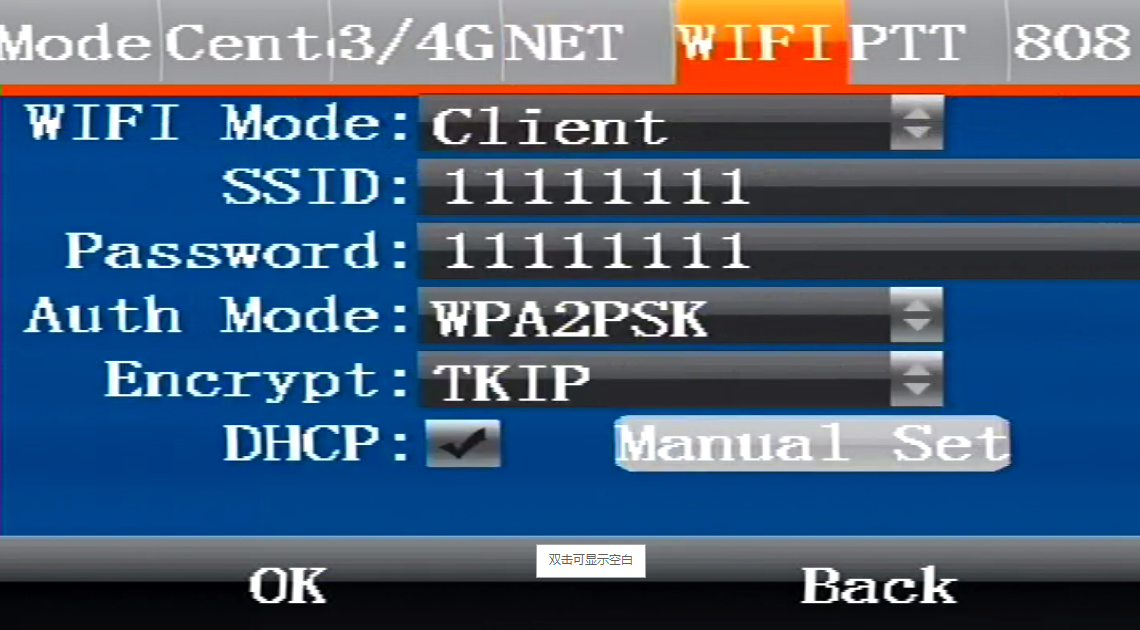 Mode Cent 3/4G NET WIFI PTT 808
WIFI Mode: Client
SSID: 11111111
Password: 11111111
Auth Mode: WPA2PSK
Encrypt: TKIP
DHCP: Manual Set
双击可显示空白
OK Back